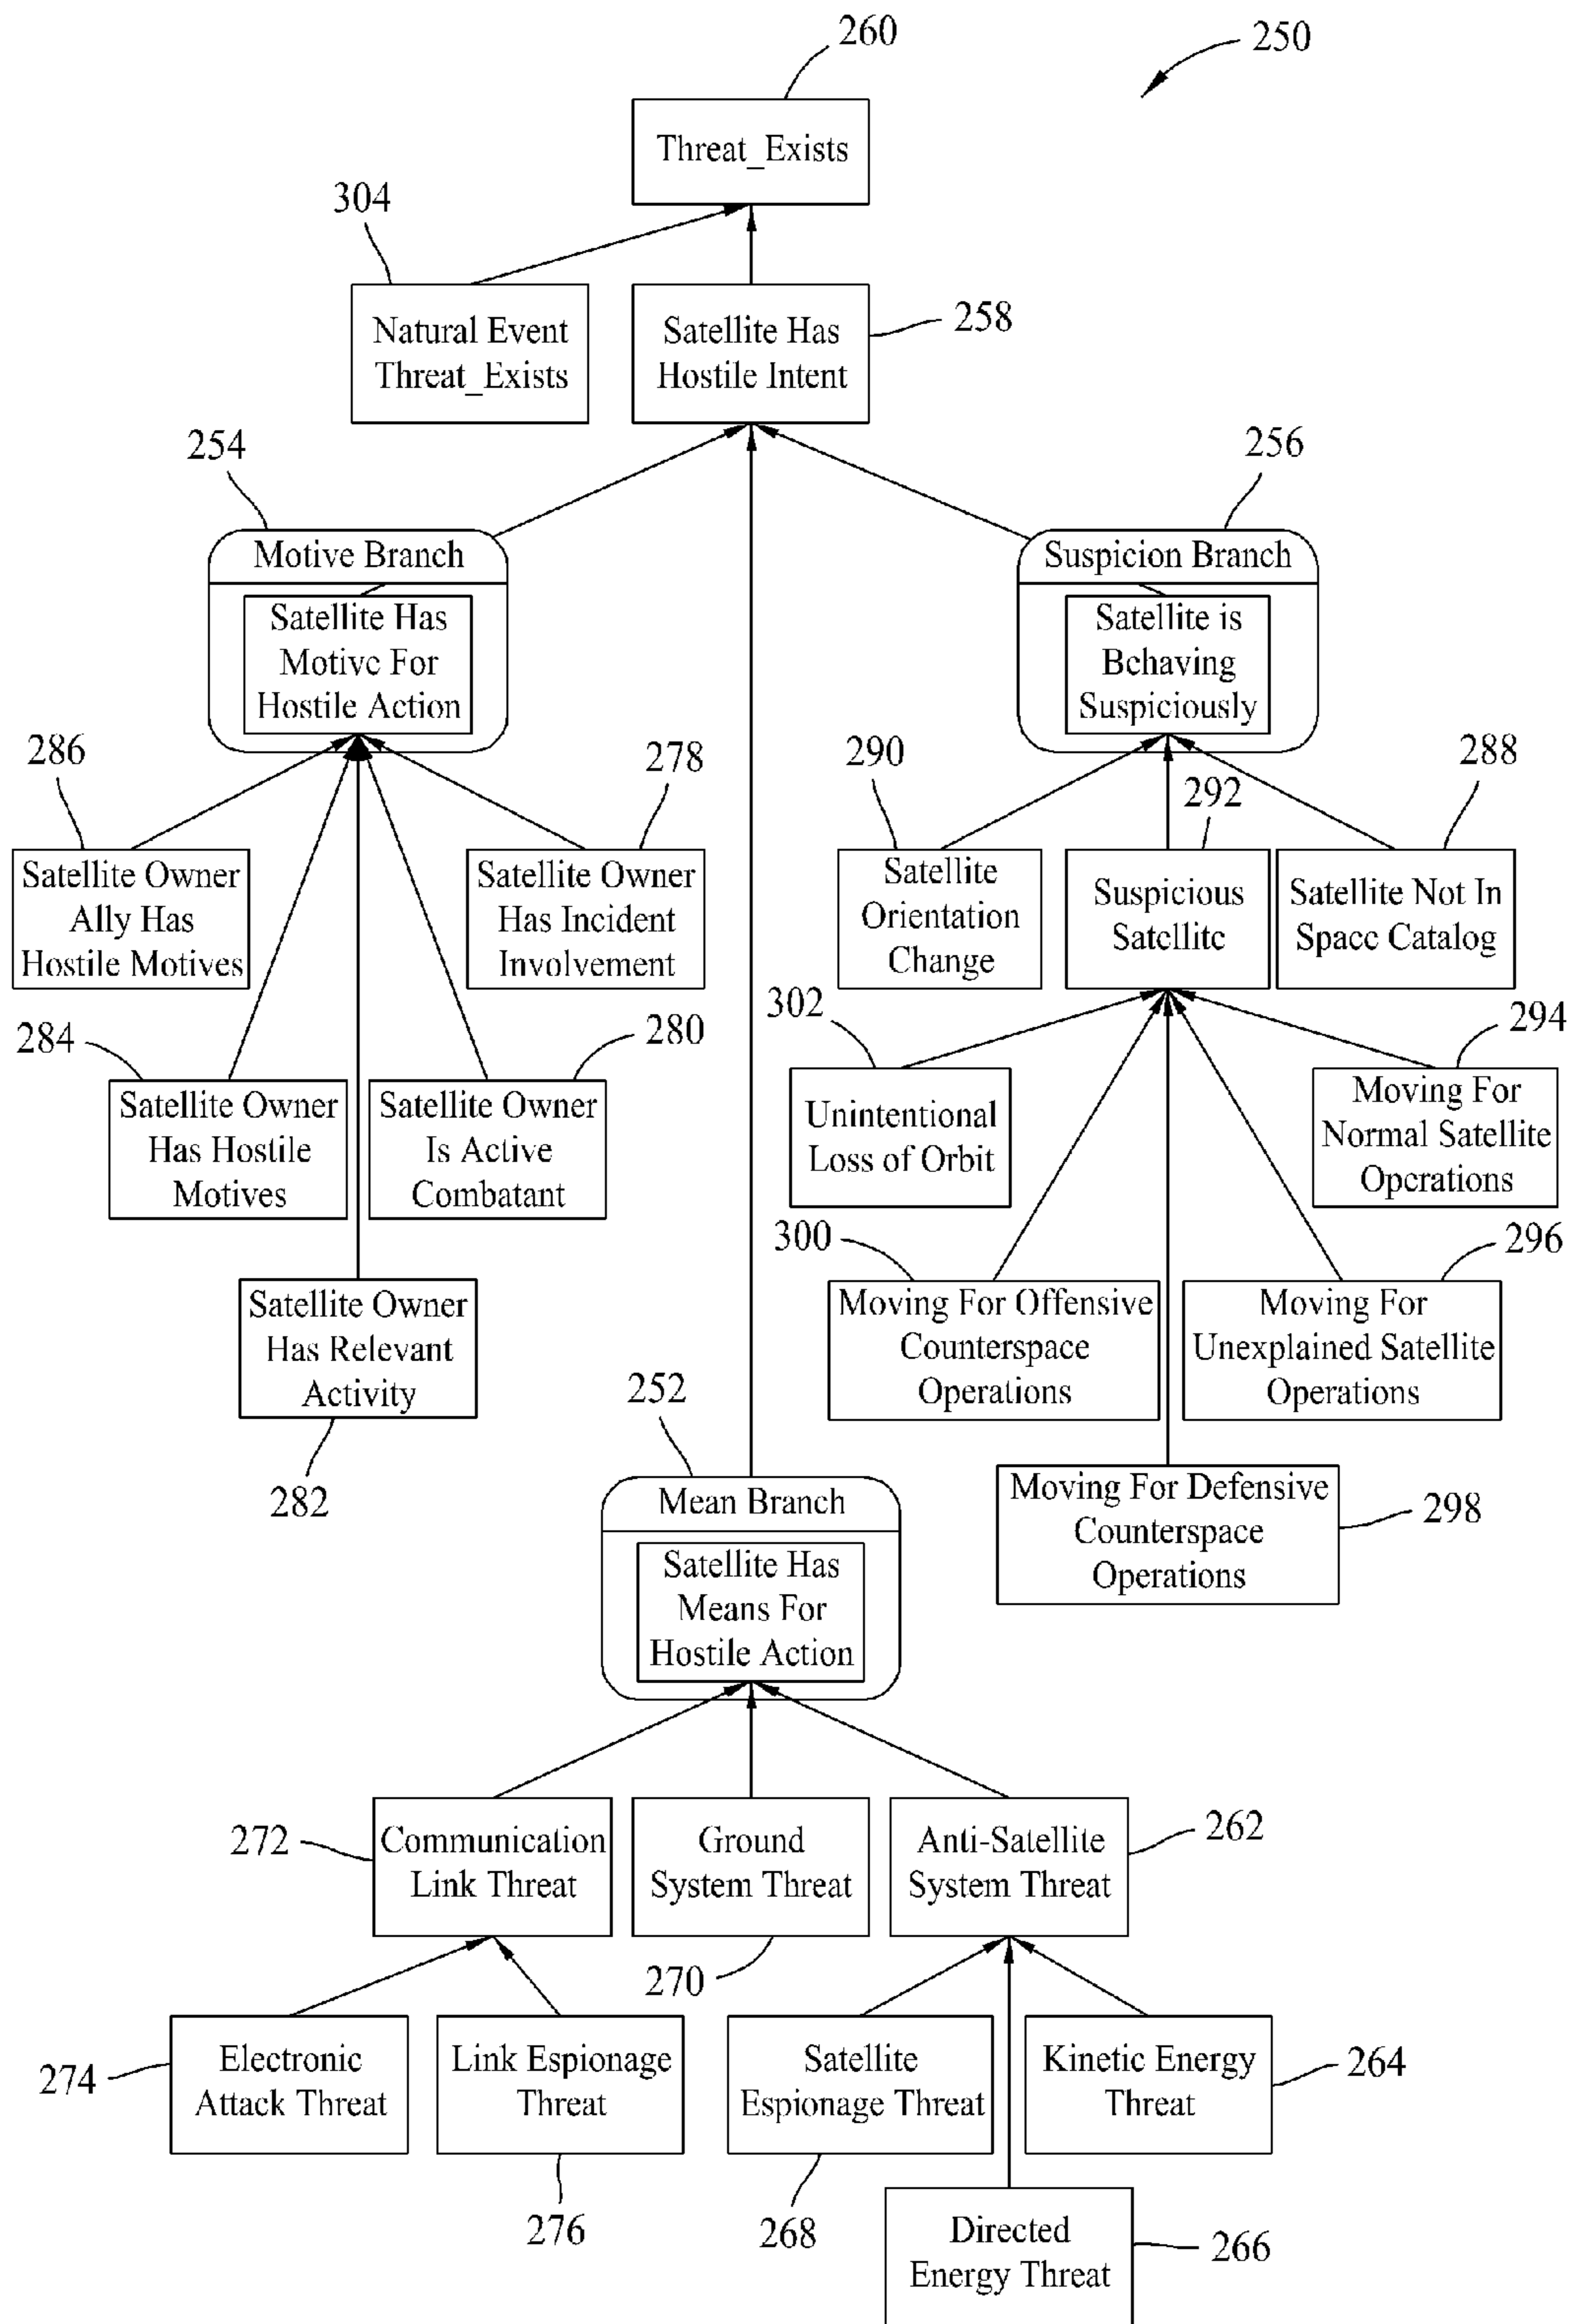 260
250
Threat_Exists
304
Natural Event
Threat_Exists
Satellite Has
Hostile Intent
258
254
256
Motive Branch
Satellite Has
Motive For
Hostile Action
Suspicion Branch
Satellite is
Behaving
Suspiciously
286
278
290
292
288
Satellite Owner
Ally Has
Hostile Motives
Satellite Owner
Has Incident
Involvement
Satellite
Orientation
Change
Suspicious
Satellite
Satellite Not In
Space Catalog
284
280
302
294
Satellite Owner
Has Hostile
Motives
Satellite Owner
Is Active
Combatant
Unintentional
Loss of Orbit
Moving For
Normal Satellite
Operations
300
296
Satellite Owner
Has Relevant
Activity
282
Moving For Offensive
Counterspace
Operations
Moving For
Unexplained Satellite
Operations
252
Mean Branch
Satellite Has
Means For
Hostile Action
Moving For Defensive
Counterspace
Operations
298
272
Communication
Link Threat
Ground
System Threat
270
Anti-Satellite
System Threat
262
274
Electronic
Attack Threat
Link Espionage
Threat
276
Satellite
Espionage Threat
268
Kinetic Energy
Threat
264
Directed
Energy Threat
266